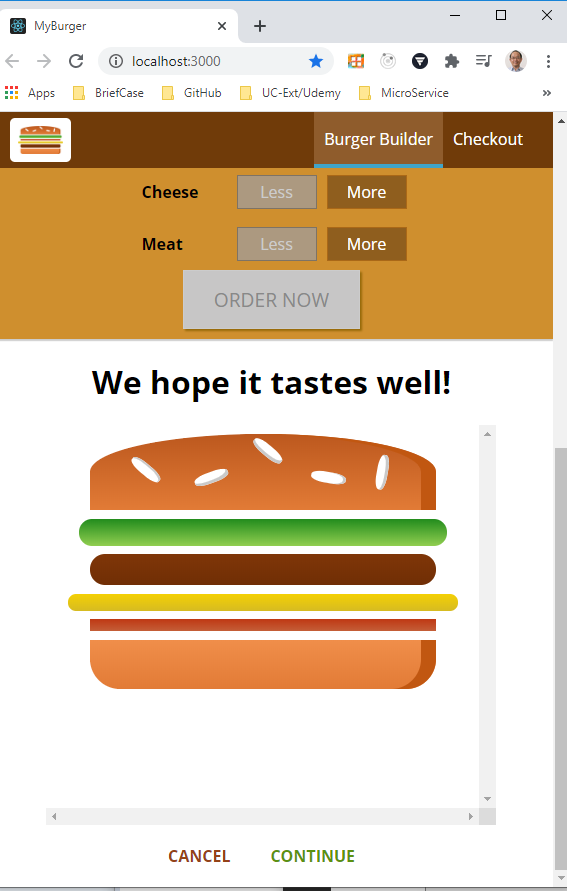 MyBurger
localhost:3000
Apps BriefCase GitHub UC-Ext/Udemy MicroService »
Burger Builder Checkout
Cheese Less More
Meat Less More
ORDER NOW
We hope it tastes well!
CANCEL CONTINUE